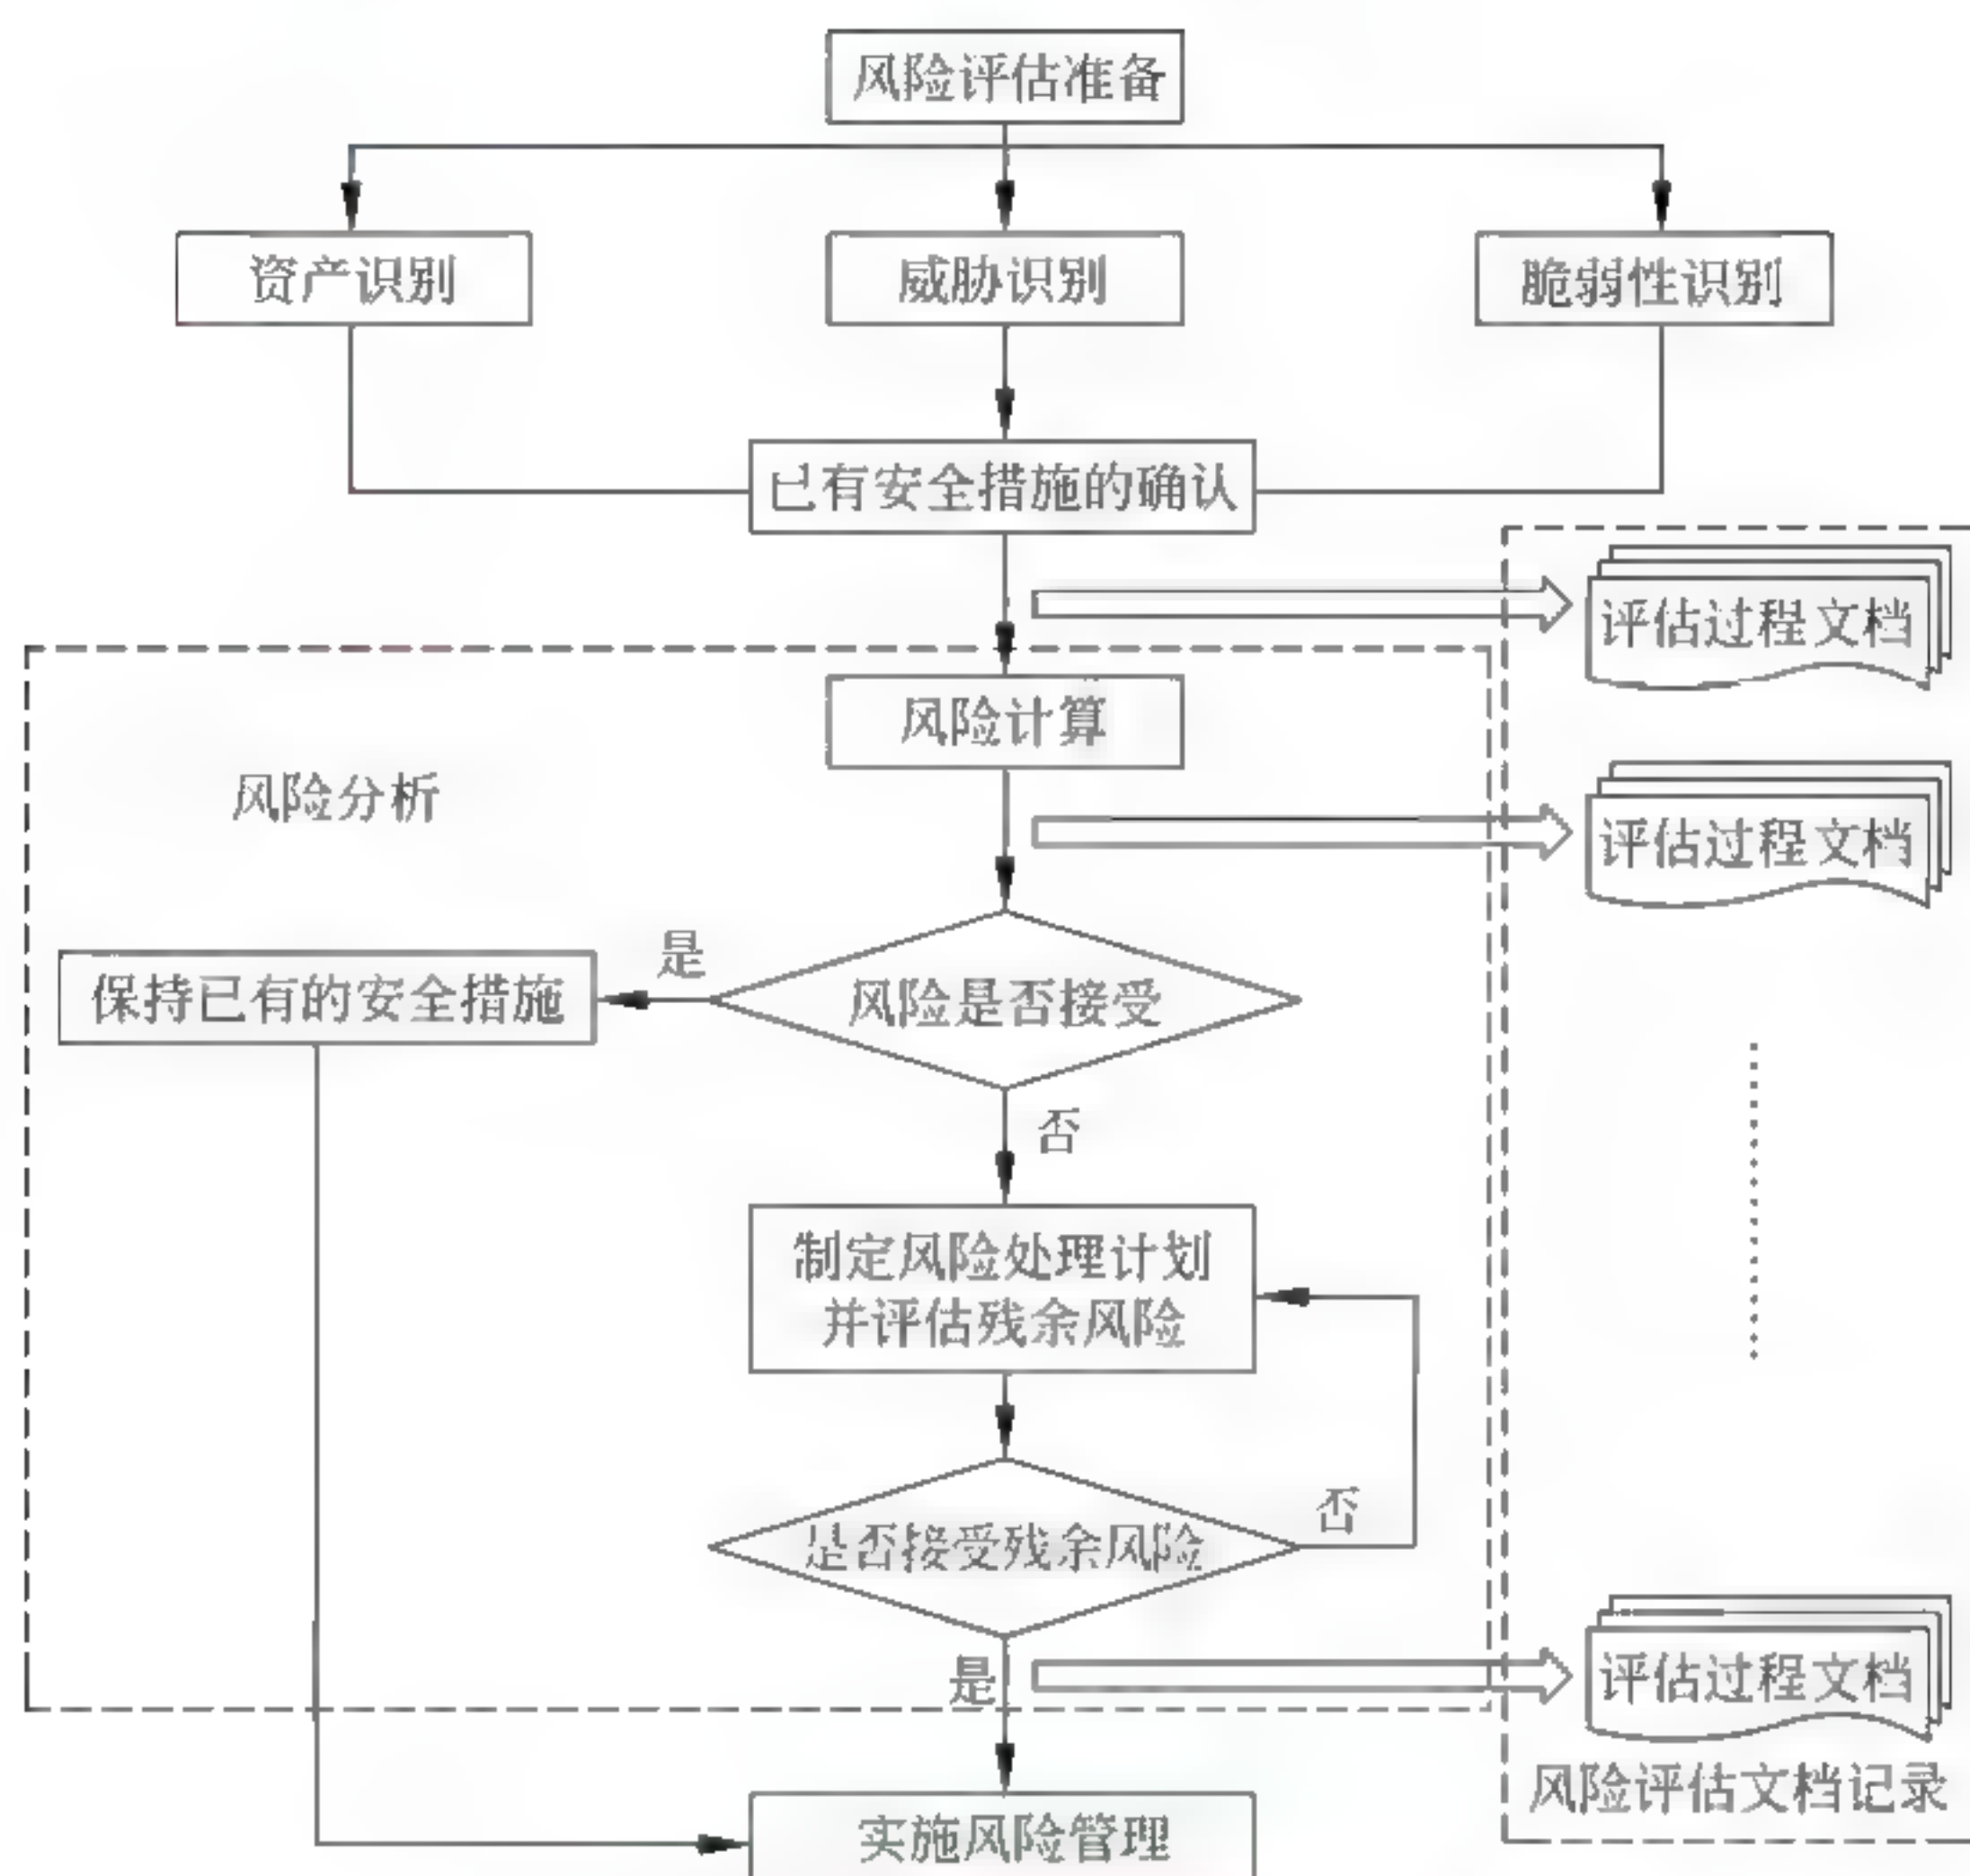 风险评估准备
资产识别
威胁识别
脆弱性识别
已有安全措施的确认
评估过程文档
风险计算
风险分析
评估过程文档
是
保持已有的安全措施
风险是否接受
否
制定风险处理计划
并评估残余风险
否
是否接受残余风险
是
评估过程文档
风险评估文档记录
实施风险管理